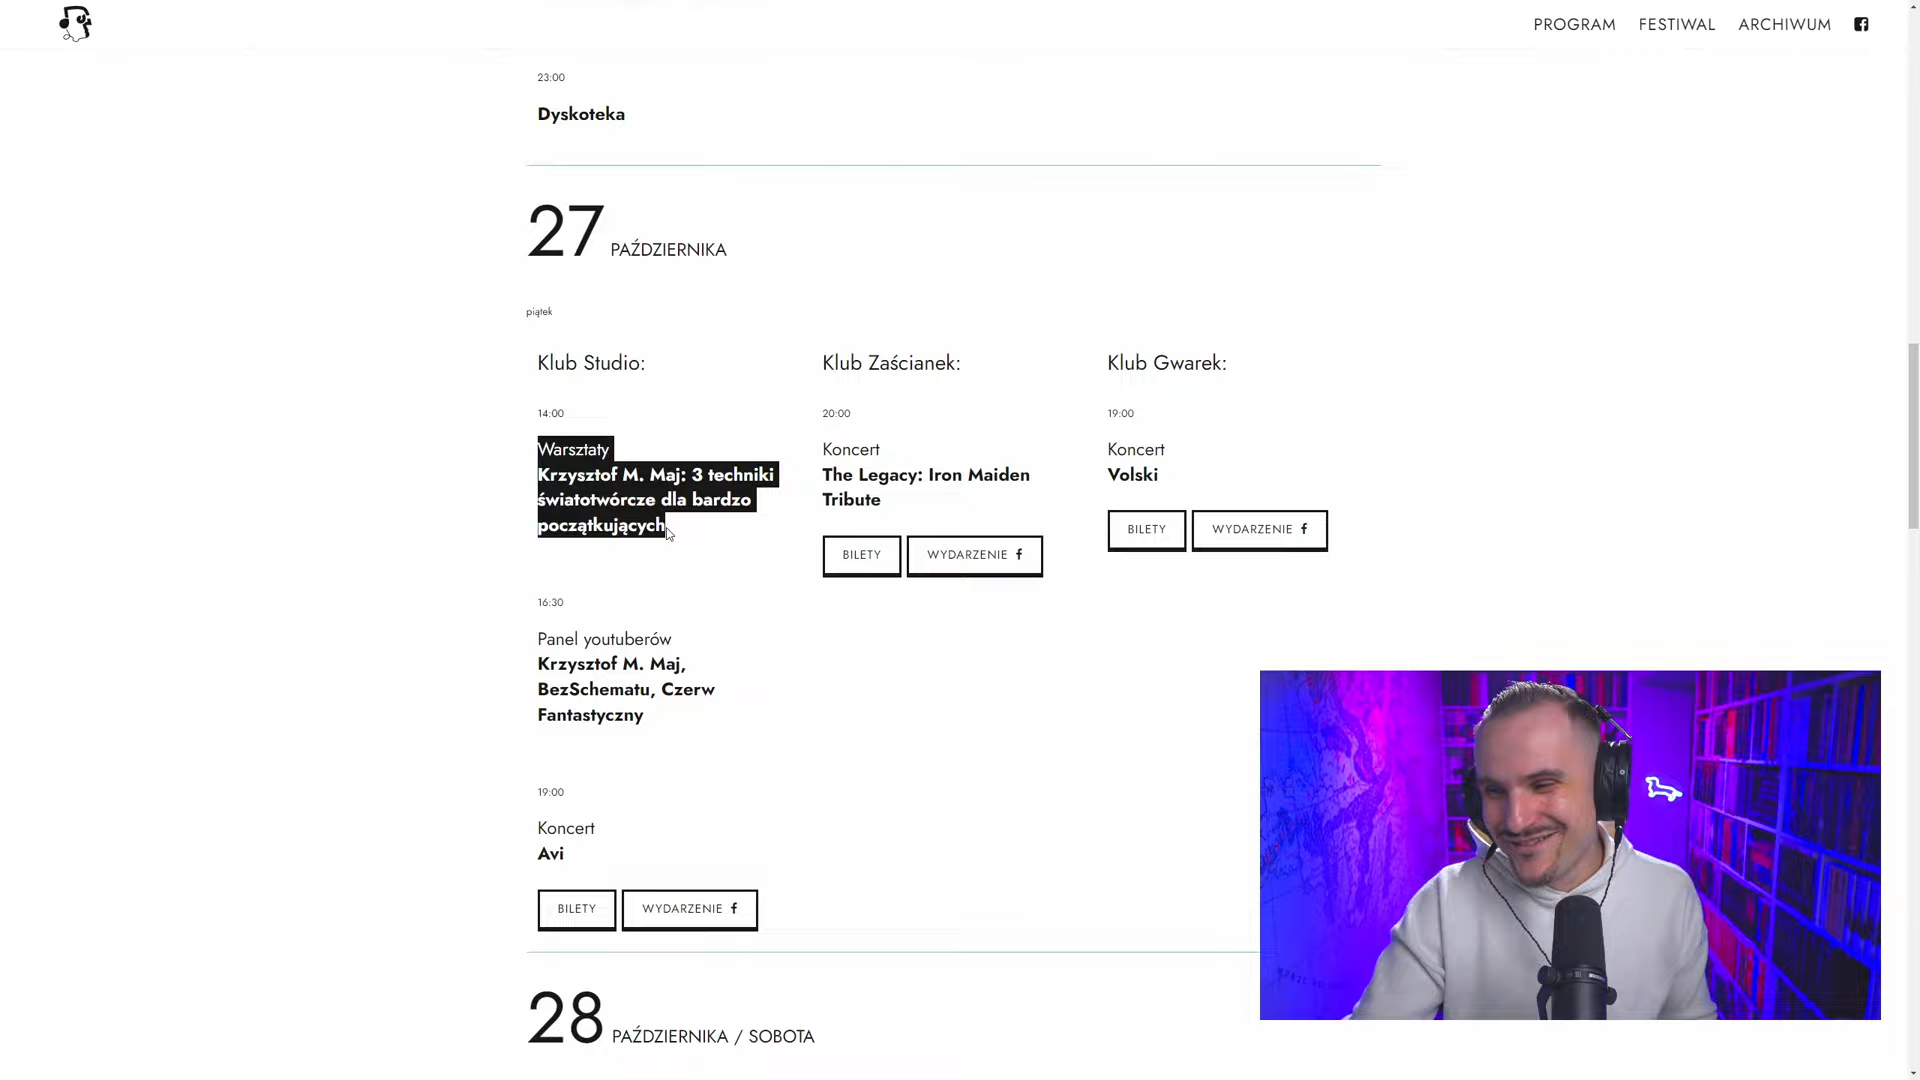 PROGRAM FESTIWAL ARCHIWUM
23:00
Dyskoteka
27 PAŹDZIERNIKA
piątek
Klub Studio:
14:00
Warsztaty
Krzysztof M. Maj: 3 techniki
światotwórcze dla bardzo
początkujących
16:30
Panel youtuberów
Krzysztof M. Maj,
BezSchematu, Czerw
Fantastyczny
19:00
Koncert
Avi
BILETY WYDARZENIE
Klub Zaścianek:
20:00
Koncert
The Legacy: Iron Maiden
Tribute
BILETY WYDARZENIE
Klub Gwarek:
19:00
Koncert
Volski
BILETY WYDARZENIE
28 PAŹDZIERNIKA / SOBOTA